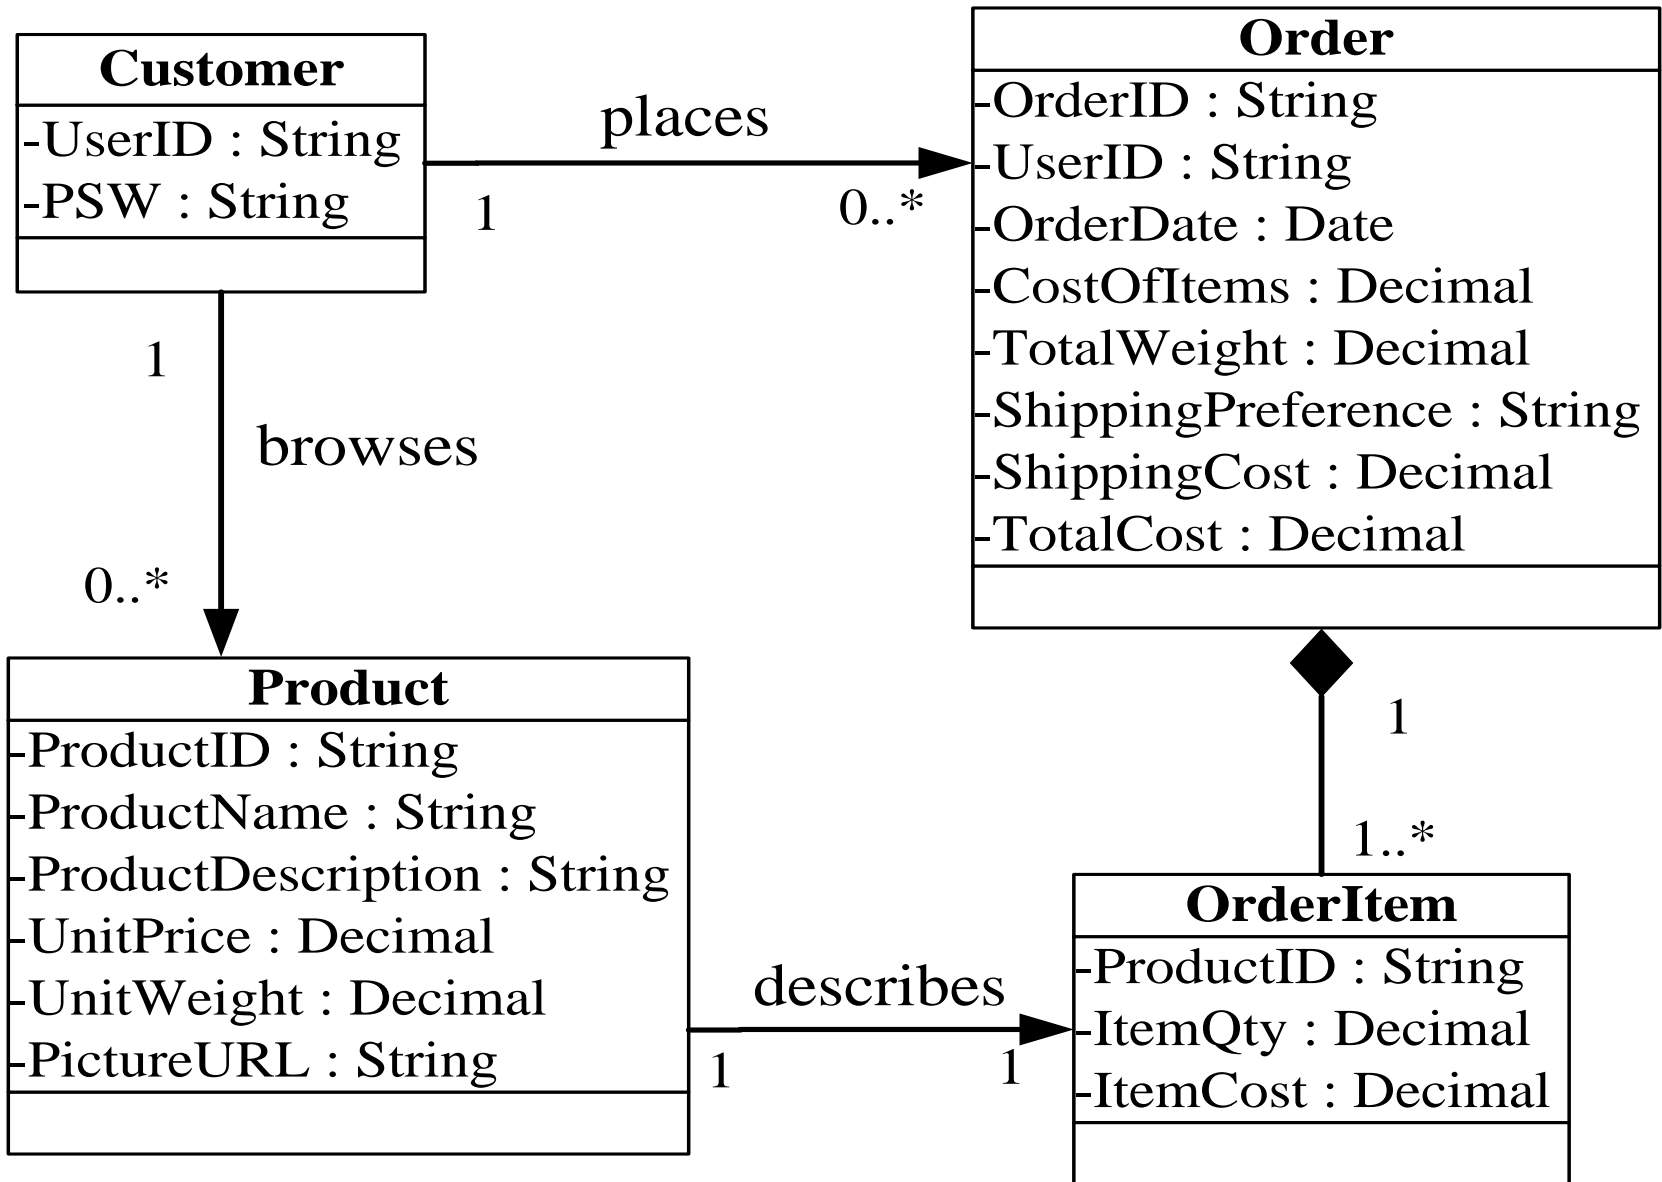 Customer
-UserID : String
-PSW : String
places
1
0..*
Order
-OrderID : String
-UserID : String
-OrderDate : Date
-CostOfItems : Decimal
-TotalWeight : Decimal
-ShippingPreference : String
-ShippingCost : Decimal
-TotalCost : Decimal
1
browses
0..*
Product
-ProductID : String
-ProductName : String
-ProductDescription : String
-UnitPrice : Decimal
-UnitWeight : Decimal
-PictureURL : String
1
1..*
describes
1
1
OrderItem
-ProductID : String
-ItemQty : Decimal
-ItemCost : Decimal